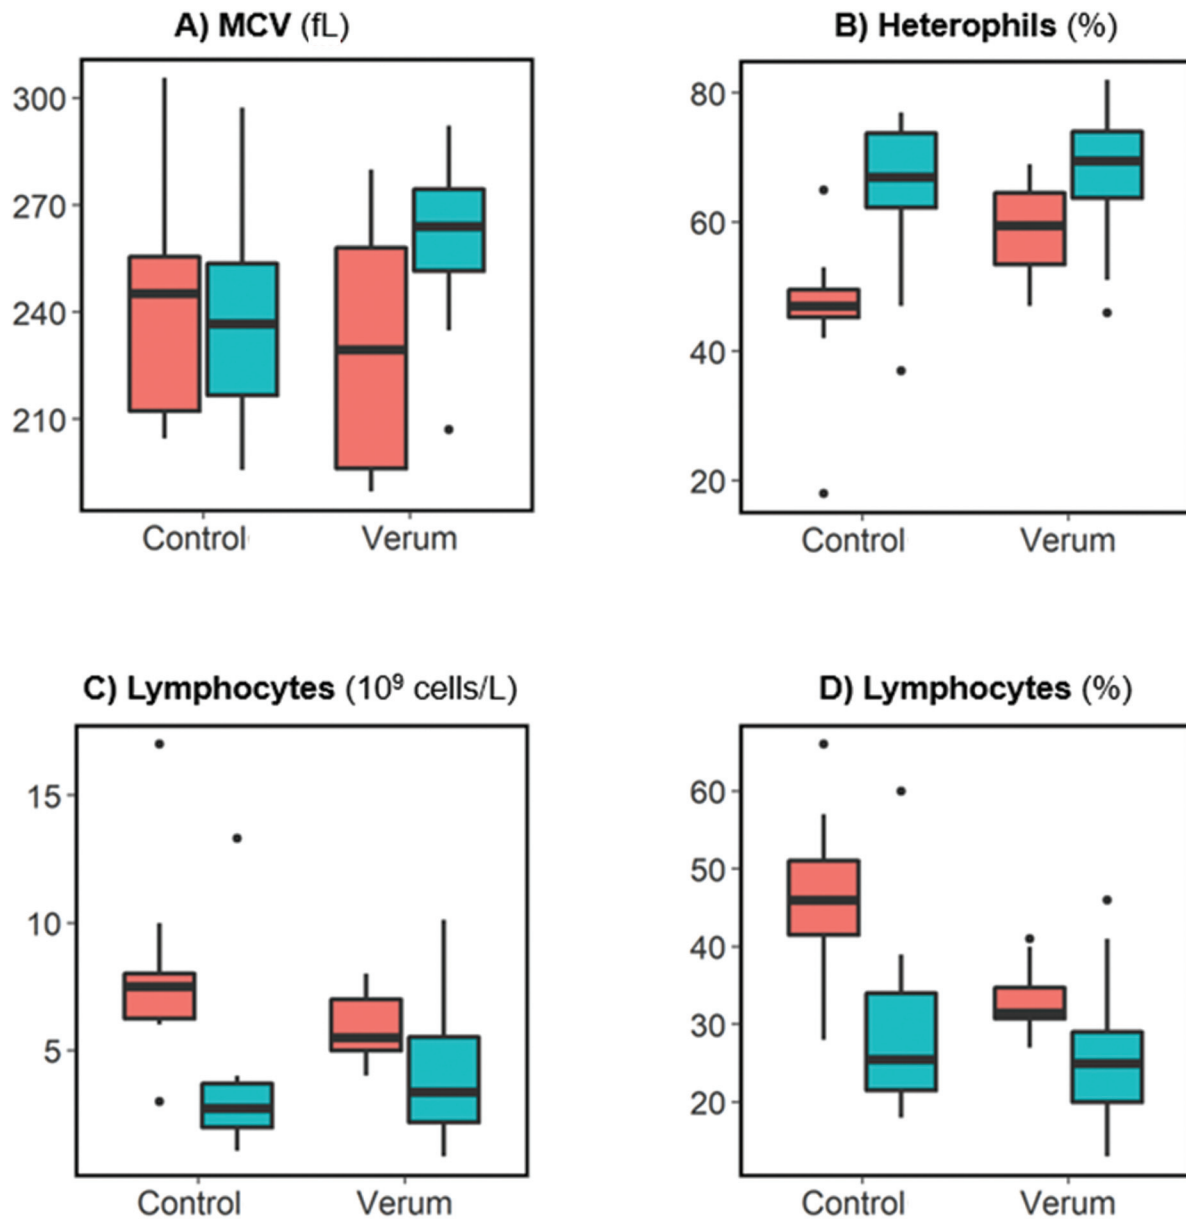 A) MCV (fL)
300
270
240
210
Control
Verum
B) Heterophils (%)
80
60
40
20
Control
Verum
C) Lymphocytes (10⁹ cells/L)
15
10
5
Control
Verum
D) Lymphocytes (%)
60
50
40
30
20
Control
Verum